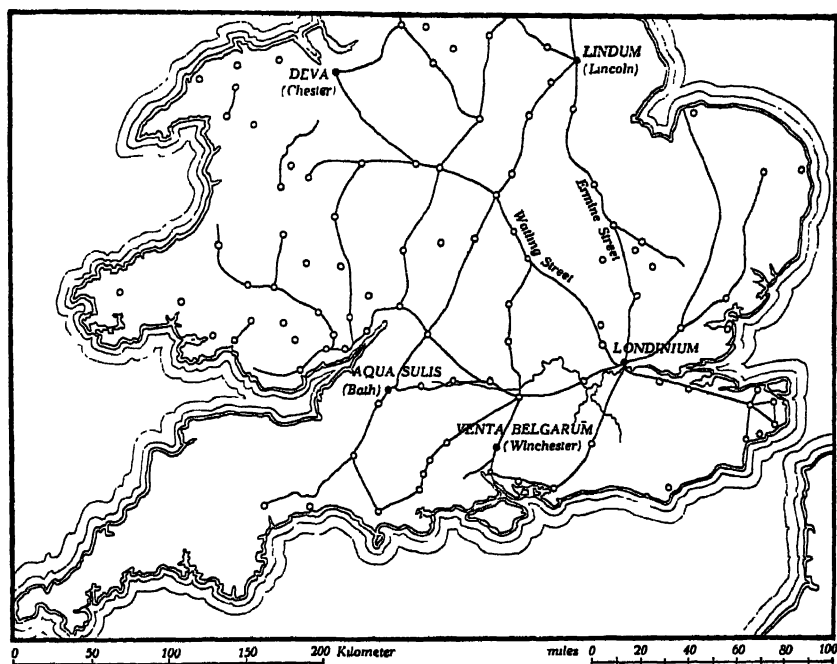 DEVA
(Chester)
LINDUM
(Lincoln)
Ermine Street
Watling Street
LONDINIUM
AQUA SULIS
(Bath)
VENTA BELGARUM
(Winchester)
0 50 100 150 200 Kilometer
miles 0 20 40 60 80 100